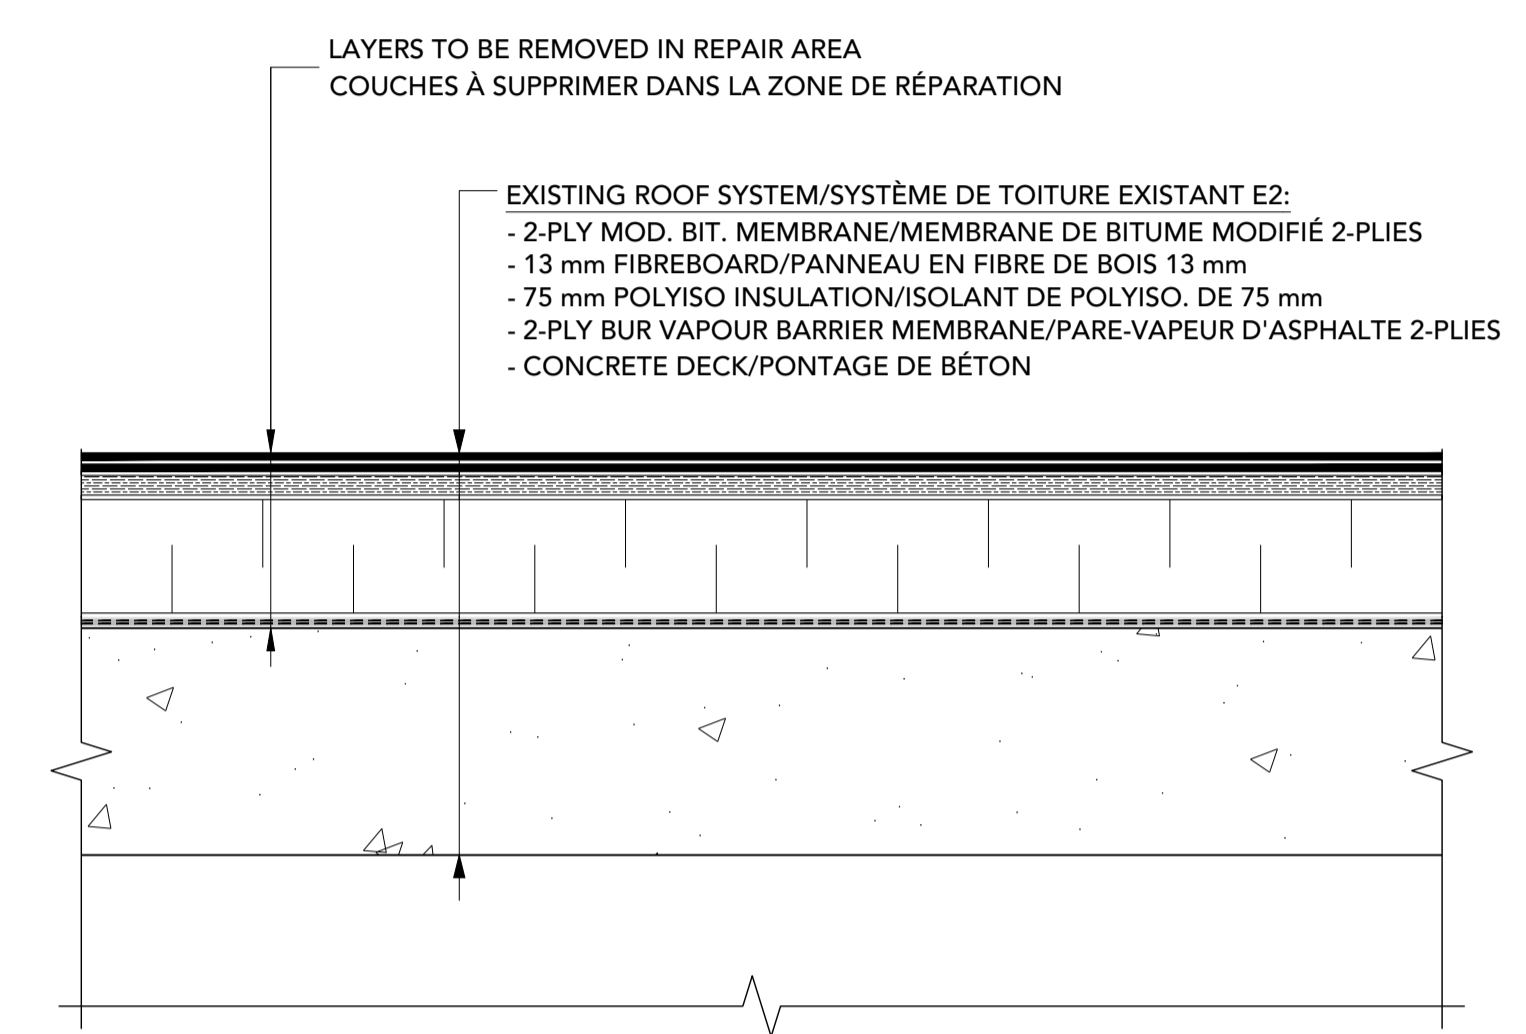 LAYERS TO BE REMOVED IN REPAIR AREA
COUCHES À SUPPRIMER DANS LA ZONE DE RÉPARATION
EXISTING ROOF SYSTEM/SYSTÈME DE TOITURE EXISTANT E2:
- 2-PLY MOD. BIT. MEMBRANE/MEMBRANE DE BITUME MODIFIÉ 2-PLIES
- 13 mm FIBREBOARD/PANNEAU EN FIBRE DE BOIS 13 mm
- 75 mm POLYISO INSULATION/ISOLANT DE POLYISO. DE 75 mm
- 2-PLY BUR VAPOUR BARRIER MEMBRANE/PARE-VAPEUR D'ASPHALTE 2-PLIES
- CONCRETE DECK/PONTAGE DE BÉTON